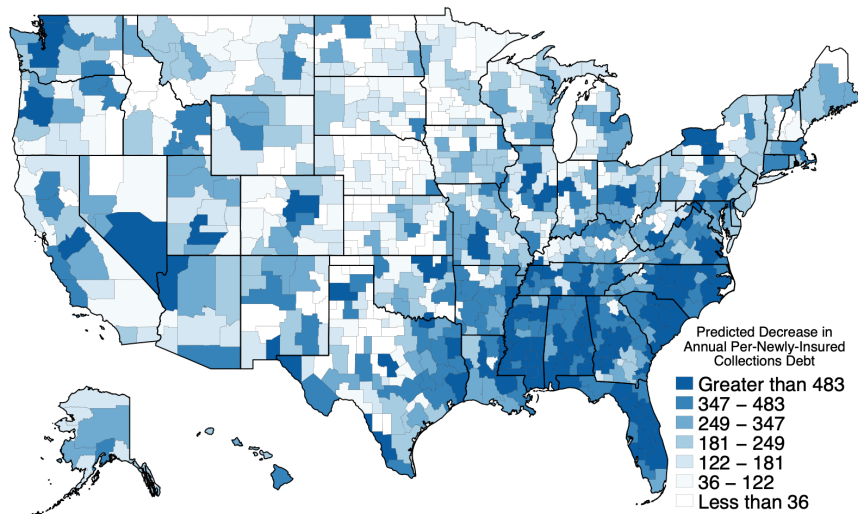 Predicted Decrease in
Annual Per-Newly-Insured
Collections Debt
Greater than 483
347 – 483
249 – 347
181 – 249
122 – 181
36 – 122
Less than 36